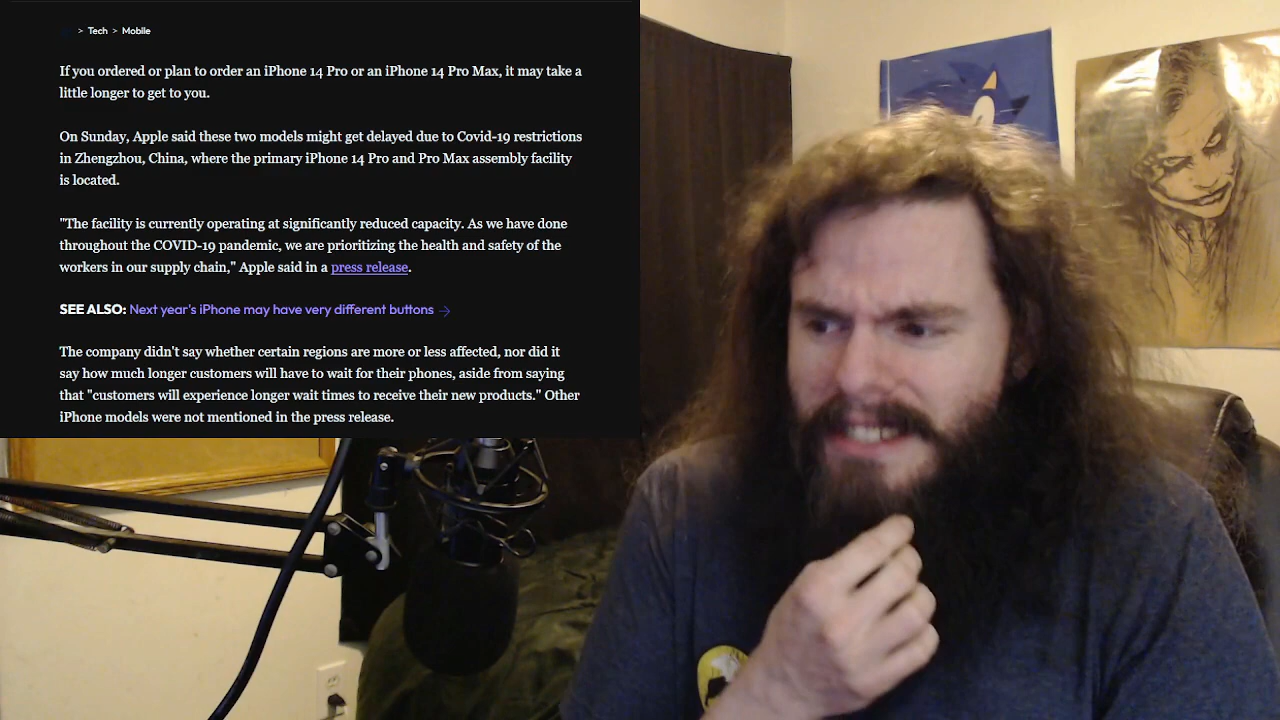 > Tech > Mobile
If you ordered or plan to order an iPhone 14 Pro or an iPhone 14 Pro Max, it may take a
little longer to get to you.
On Sunday, Apple said these two models might get delayed due to Covid-19 restrictions
in Zhengzhou, China, where the primary iPhone 14 Pro and Pro Max assembly facility
is located.
"The facility is currently operating at significantly reduced capacity. As we have done
throughout the COVID-19 pandemic, we are prioritizing the health and safety of the
workers in our supply chain," Apple said in a press release.
SEE ALSO: Next year's iPhone may have very different buttons →
The company didn't say whether certain regions are more or less affected, nor did it
say how much longer customers will have to wait for their phones, aside from saying
that "customers will experience longer wait times to receive their new products." Other
iPhone models were not mentioned in the press release.